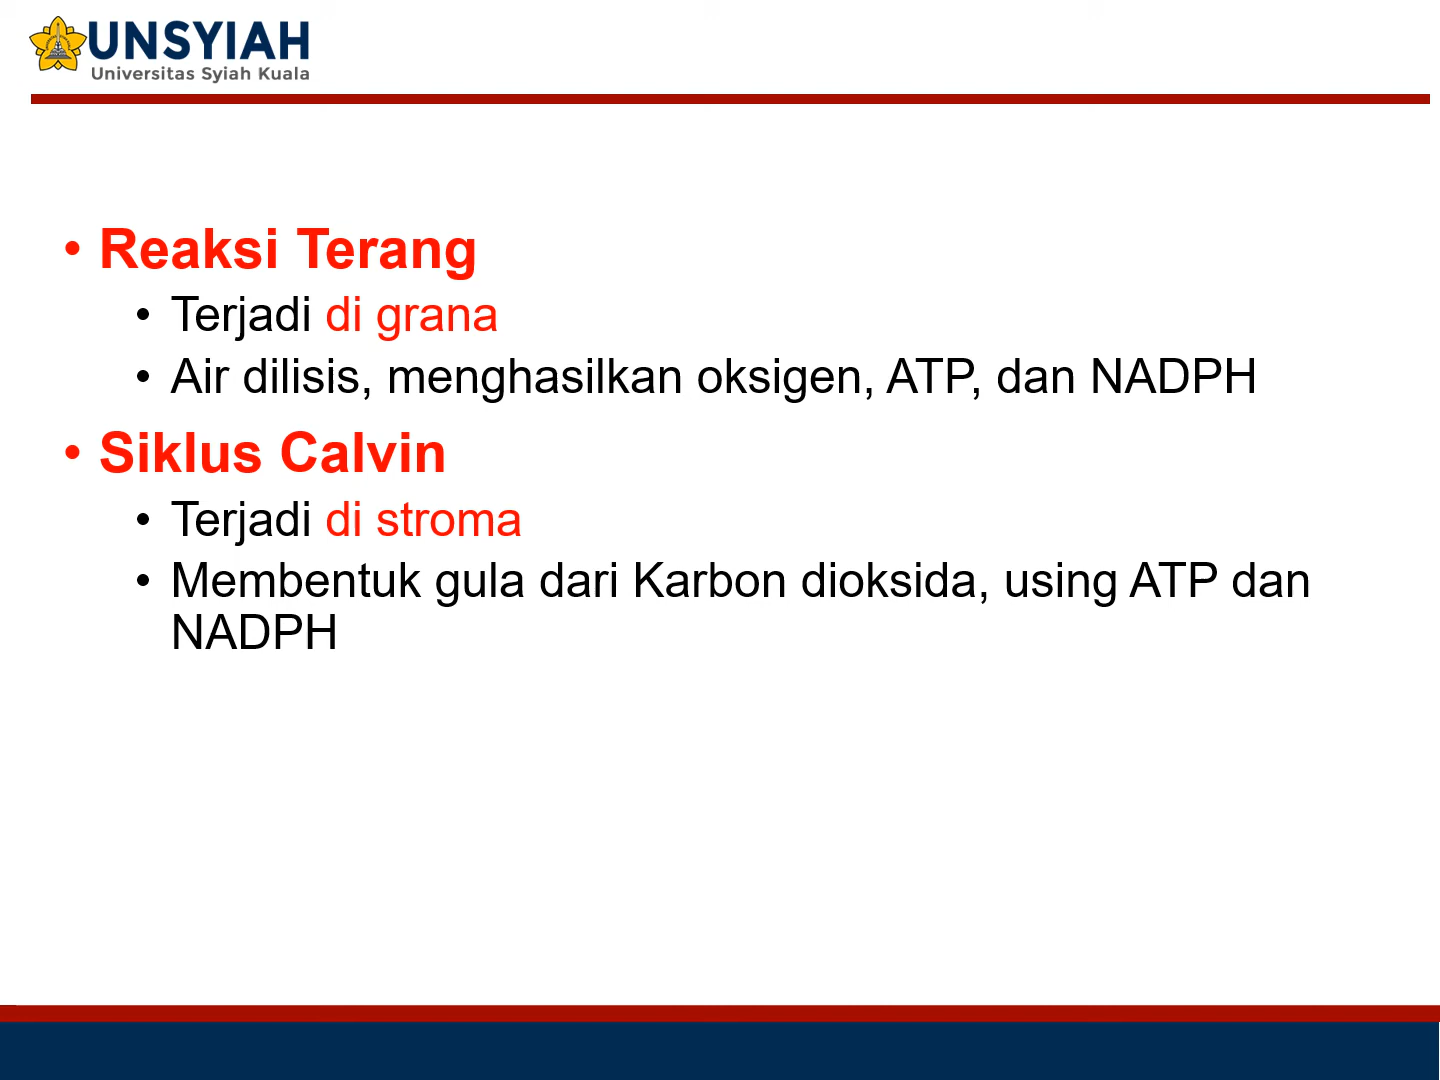 UNSYIAH
Universitas Syiah Kuala
• Reaksi Terang
• Terjadi di grana
• Air dilisis, menghasilkan oksigen, ATP, dan NADPH
• Siklus Calvin
• Terjadi di stroma
• Membentuk gula dari Karbon dioksida, using ATP dan
NADPH